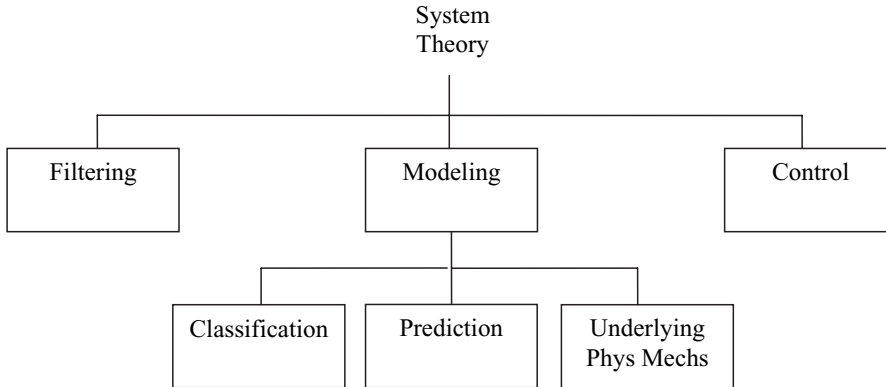 System
Theory
Filtering
Modeling
Control
Classification
Prediction
Underlying
Phys Mechs